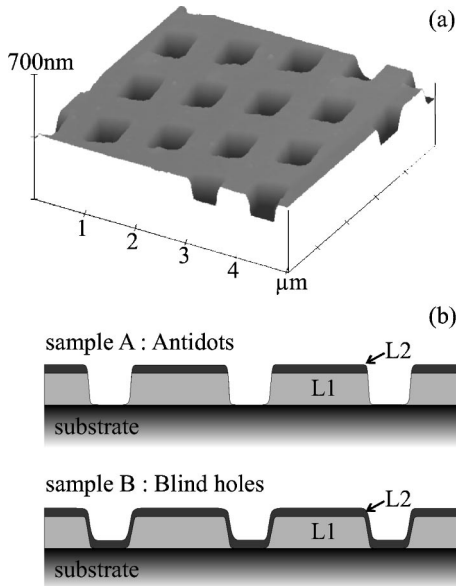 (a)
700nm
1
2
3
4
µm
(b)
sample A : Antidots
L2
L1
substrate
sample B : Blind holes
L2
L1
substrate